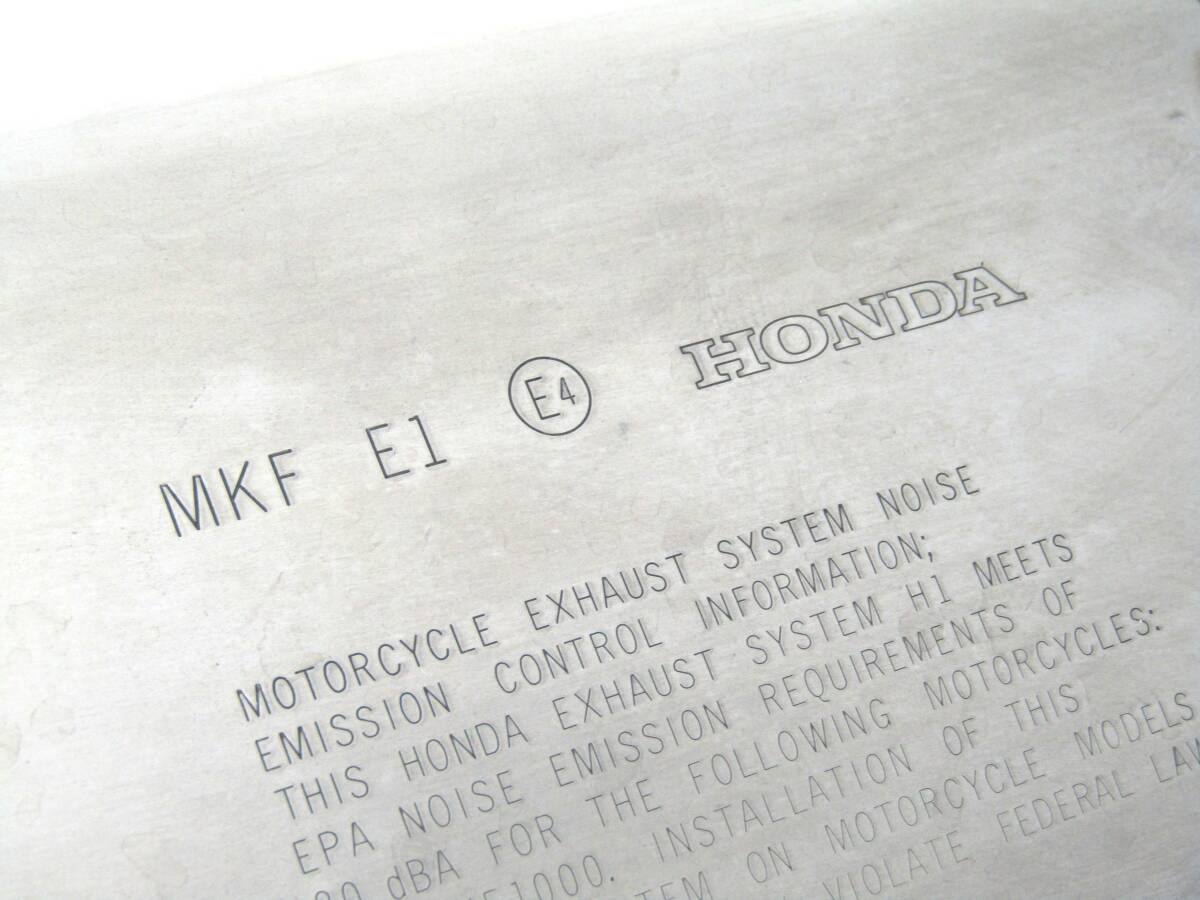 MKF E1 E4 HONDA
MOTORCYCLE EXHAUST SYSTEM NOISE
EMISSION CONTROL INFORMATION;
THIS HONDA EXHAUST SYSTEM H1 MEETS
EPA NOISE EMISSION REQUIREMENTS OF
dBA FOR THE FOLLOWING MOTORCYCLES:
INSTALLATION OF THIS
ON MOTORCYCLE MODELS
VIOLATE FEDERAL LAW